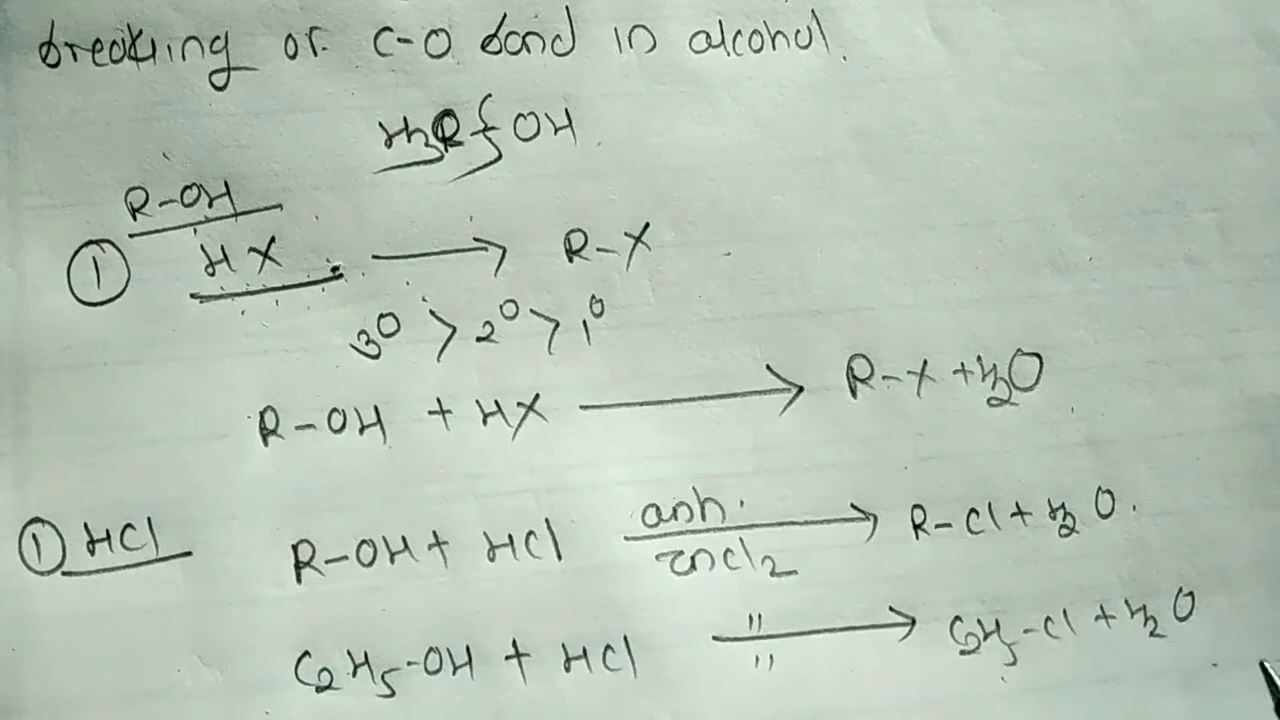 breaking of C-O bond in alcohol.
R{OH
R-OH
① HX ⟶ R-X
3° > 2° > 1°
R-OH + HX ⟶ R-X + H₂O
① HCl R-OH + HCl anh. ZnCl₂ ⟶ R-Cl + H₂O.
C₂H₅-OH + HCl " " ⟶ C₂H₅-Cl + H₂O